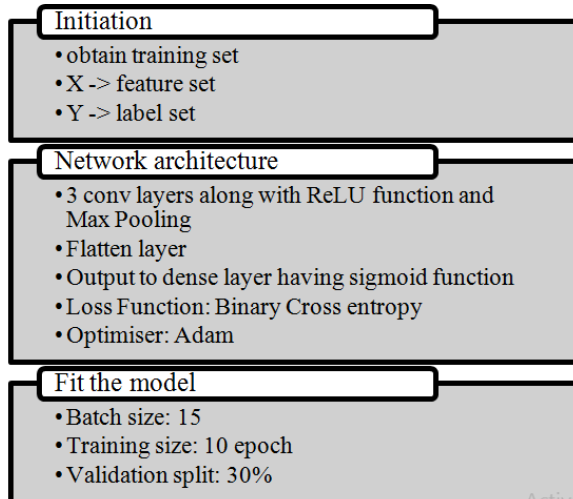 Initiation
• obtain training set
• X -> feature set
• Y -> label set
Network architecture
• 3 conv layers along with ReLU function and
Max Pooling
• Flatten layer
• Output to dense layer having sigmoid function
• Loss Function: Binary Cross entropy
• Optimiser: Adam
Fit the model
• Batch size: 15
• Training size: 10 epoch
• Validation split: 30%